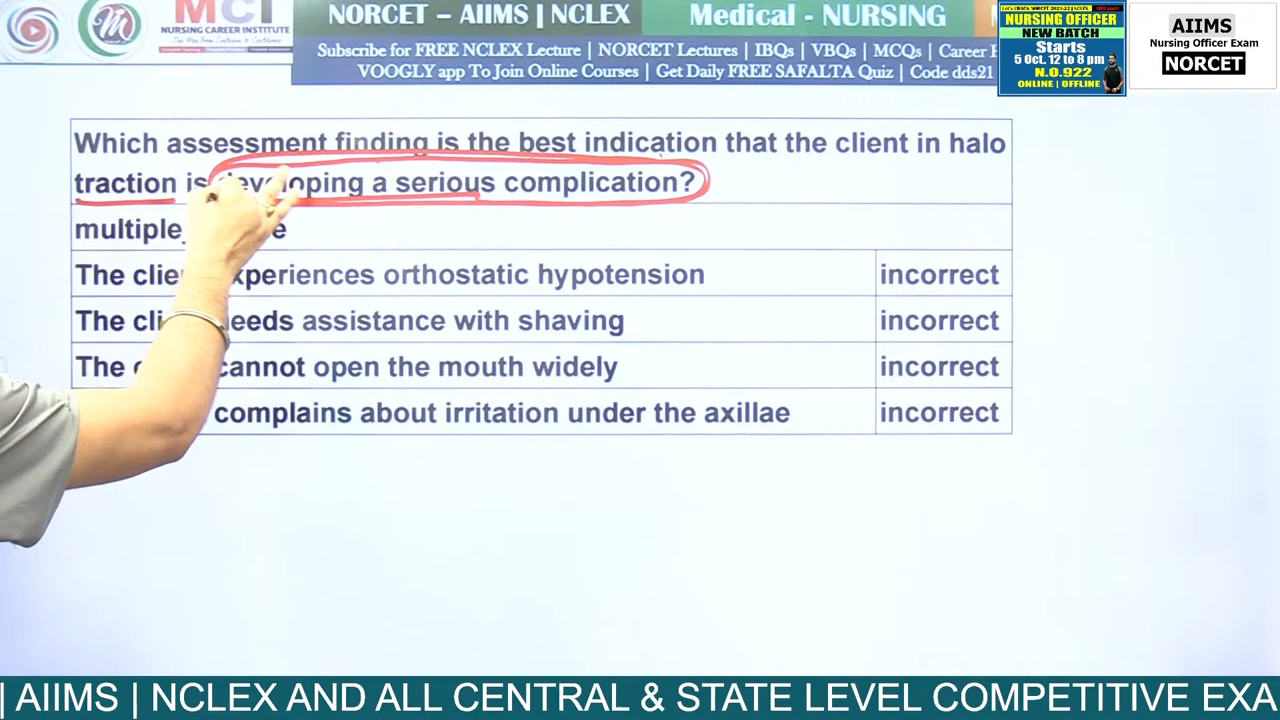 MCI
NURSING CAREER INSTITUTE
NORCET – AIIMS | NCLEX
Medical - NURSING
Subscribe for FREE NCLEX Lecture | NORCET Lectures | IBQs | VBQs | MCQs | Career
VOOGLY app To Join Online Courses | Get Daily FREE SAFALTA Quiz | Code dds21
NURSING OFFICER
NEW BATCH
Starts
5 Oct. 12 to 8 pm
N.O.922
ONLINE | OFFLINE
AIIMS
Nursing Officer Exam
NORCET
Which assessment finding is the best indication that the client in halo
traction is developing a serious complication?
multiple
The experiences orthostatic hypotension incorrect
The assistance with shaving incorrect
The cannot open the mouth widely incorrect
complains about irritation under the axillae incorrect
| AIIMS | NCLEX AND ALL CENTRAL & STATE LEVEL COMPETITIVE EXA